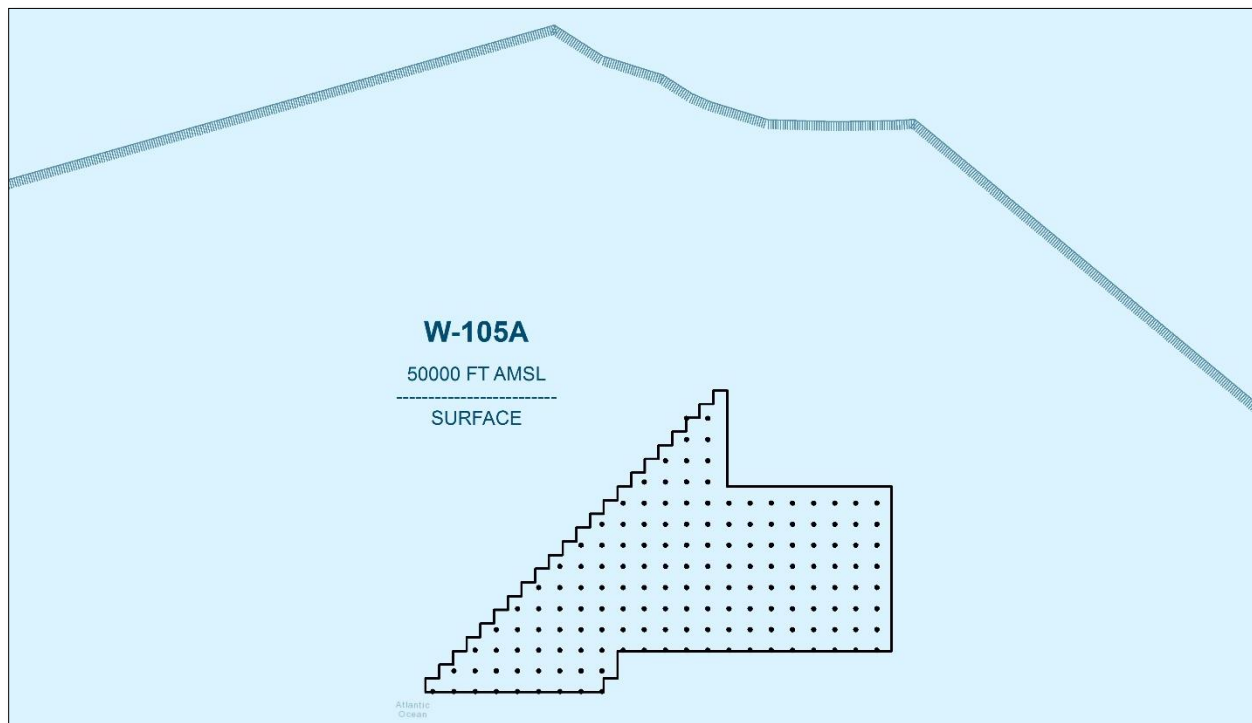 W-105A
50000 FT AMSL
--------------------------
SURFACE
Atlantic
Ocean